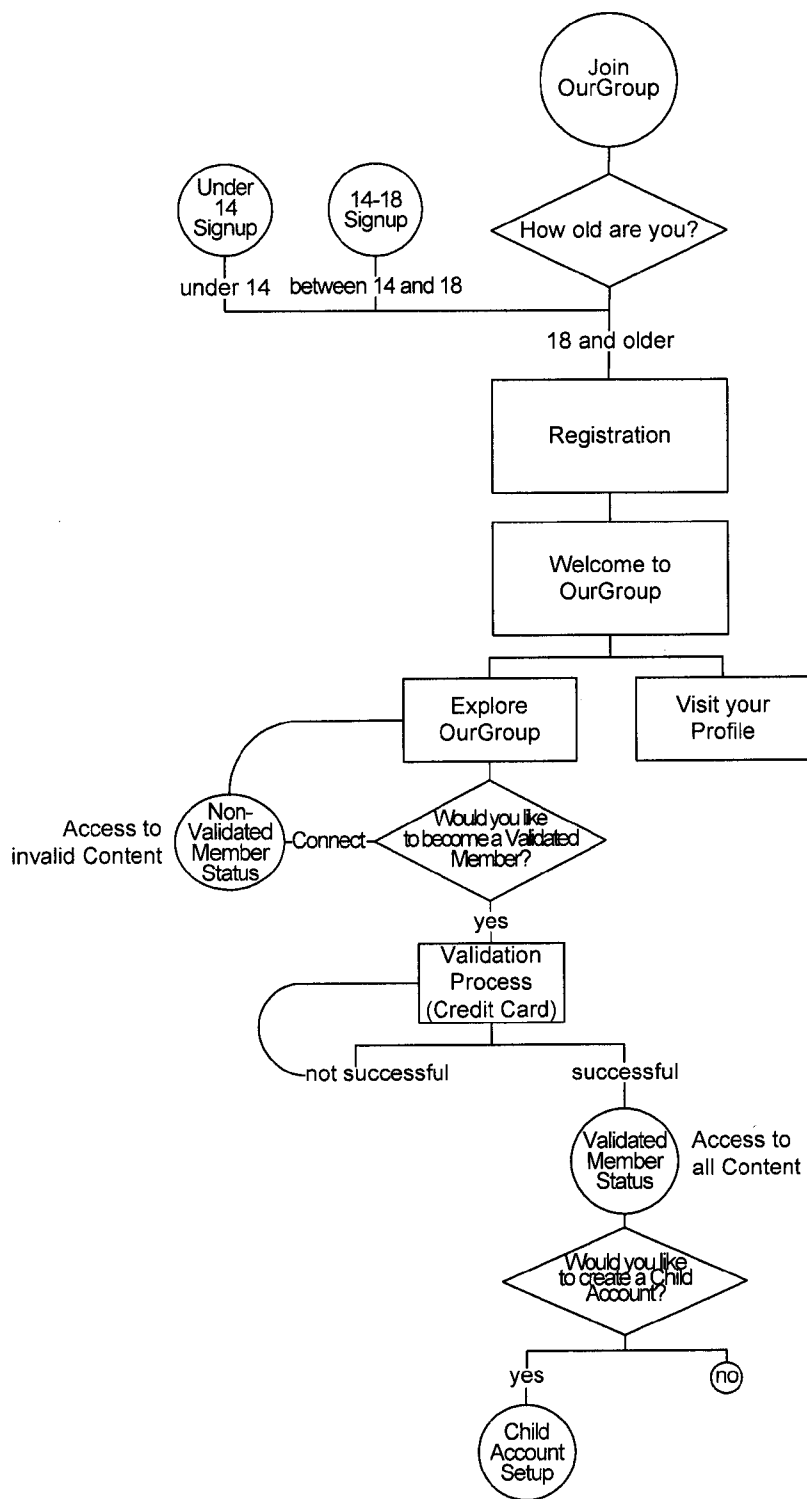 Join
OurGroup
Under
14
Signup
14-18
Signup
How old are you?
under 14
between 14 and 18
18 and older
Registration
Welcome to
OurGroup
Explore
OurGroup
Visit your
Profile
Access to
invalid Content
Non-
Validated
Member
Status
Connect
Would you like
to become a Validated
Member?
yes
Validation
Process
(Credit Card)
not successful
successful
Validated
Member
Status
Access to
all Content
Would you like
to create a Child
Account?
yes
no
Child
Account
Setup